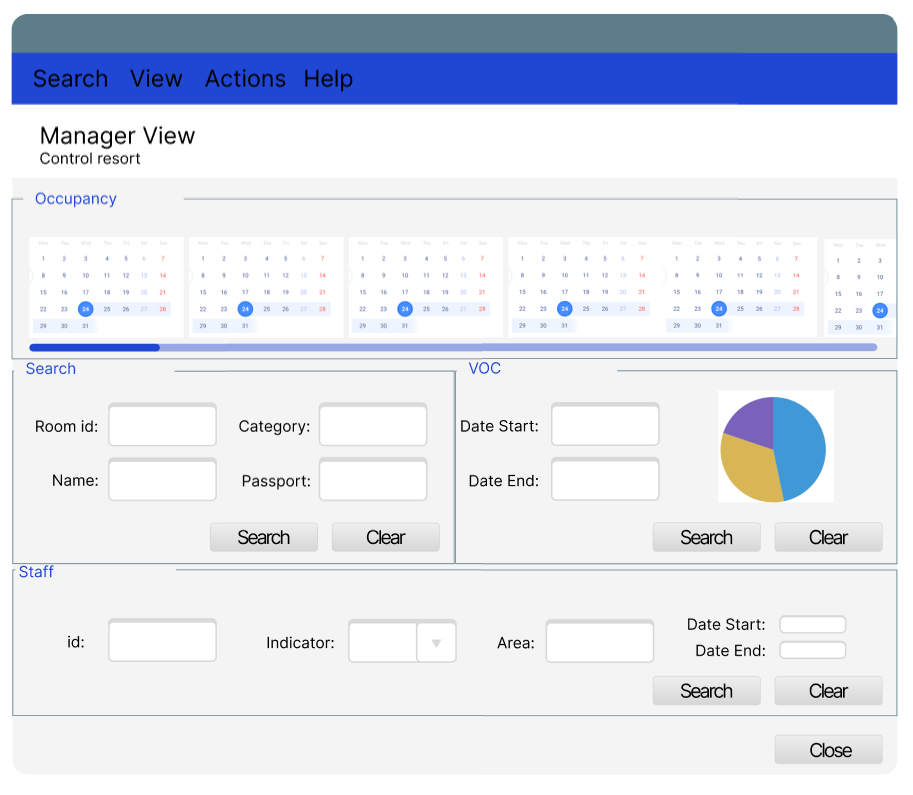 Search View Actions Help
Manager View
Control resort
Occupancy
Mon Tue Wed Thu Fri Sat Sun Mon Tue Wed Thu Fri Sat Sun Mon Tue Wed Thu Fri Sat Sun Mon Tue Wed Thu Fri Sat Sun Mon Tue Wed Thu Fri Sat Sun Mon Tue Wed
1 2 3 4 5 6 7 1 2 3 4 5 6 7 1 2 3 4 5 6 7 1 2 3 4 5 6 7 1 2 3 4 5 6 7 1 2 3
8 9 10 11 12 13 14 8 9 10 11 12 13 14 8 9 10 11 12 13 14 8 9 10 11 12 13 14 8 9 10 11 12 13 14 8 9 10
15 16 17 18 19 20 21 15 16 17 18 19 20 21 15 16 17 18 19 20 21 15 16 17 18 19 20 21 15 16 17 18 19 20 21 15 16 17
22 23 24 25 26 27 28 22 23 24 25 26 27 28 22 23 24 25 26 27 28 22 23 24 25 26 27 28 22 23 24 25 26 27 28 22 23 24
29 30 31 29 30 31 29 30 31 29 30 31 29 30 31 29 30 31
Search
Room id: Category:
Name: Passport:
Search Clear
VOC
Date Start:
Date End:
Search Clear
Staff
id: Indicator: Area:
Date Start:
Date End:
Search Clear
Close